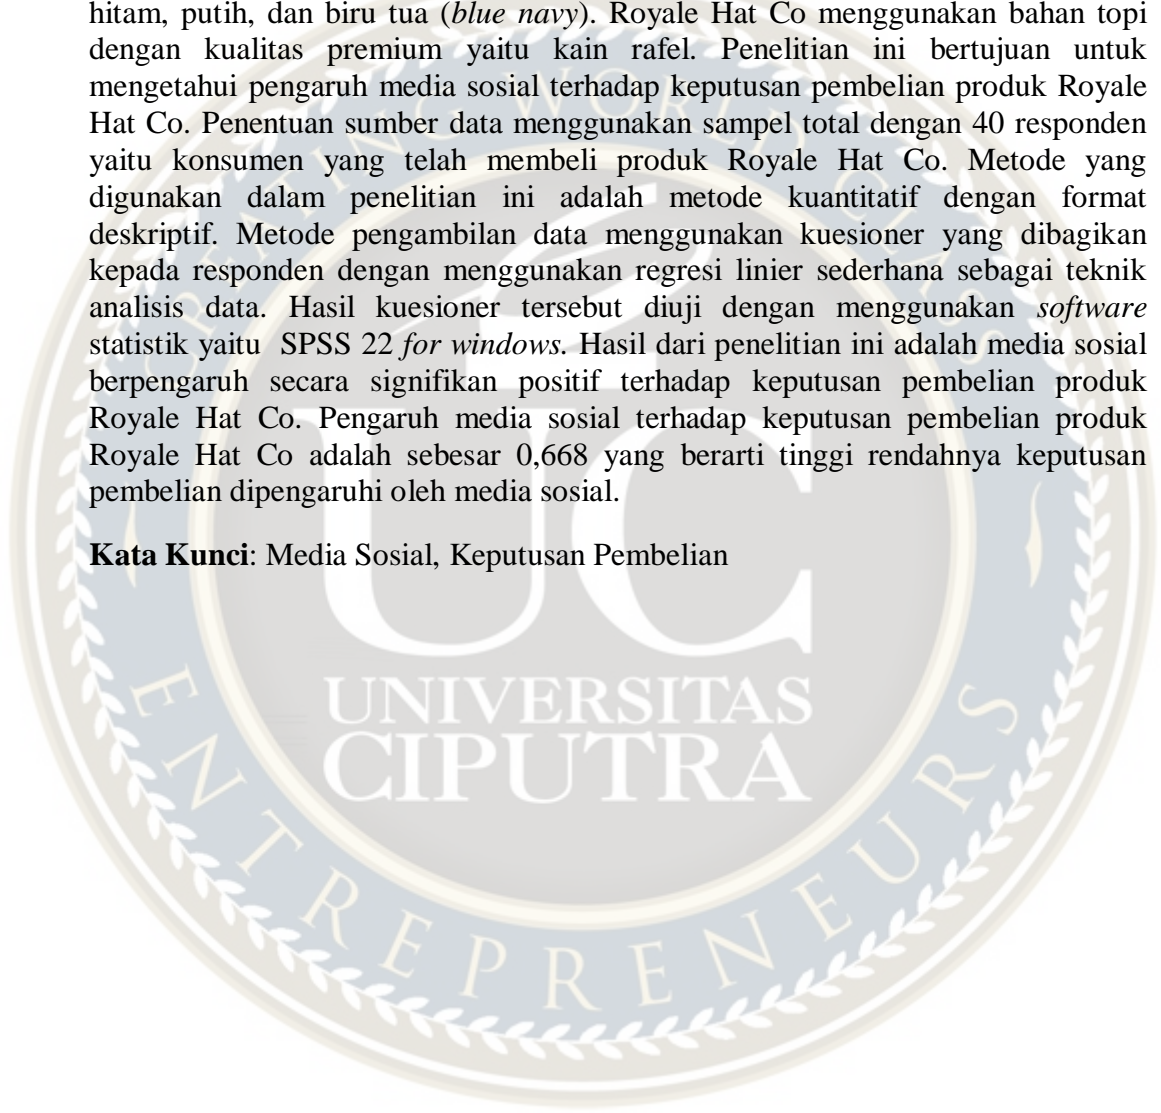 hitam, putih, dan biru tua (blue navy). Royale Hat Co menggunakan bahan topi
dengan kualitas premium yaitu kain rafel. Penelitian ini bertujuan untuk
mengetahui pengaruh media sosial terhadap keputusan pembelian produk Royale
Hat Co. Penentuan sumber data menggunakan sampel total dengan 40 responden
yaitu konsumen yang telah membeli produk Royale Hat Co. Metode yang
digunakan dalam penelitian ini adalah metode kuantitatif dengan format
deskriptif. Metode pengambilan data menggunakan kuesioner yang dibagikan
kepada responden dengan menggunakan regresi linier sederhana sebagai teknik
analisis data. Hasil kuesioner tersebut diuji dengan menggunakan software
statistik yaitu SPSS 22 for windows. Hasil dari penelitian ini adalah media sosial
berpengaruh secara signifikan positif terhadap keputusan pembelian produk
Royale Hat Co. Pengaruh media sosial terhadap keputusan pembelian produk
Royale Hat Co adalah sebesar 0,668 yang berarti tinggi rendahnya keputusan
pembelian dipengaruhi oleh media sosial.
Kata Kunci: Media Sosial, Keputusan Pembelian
CREATING WORLD CLASS
UC
UNIVERSITAS
CIPUTRA
ENTREPRENEURS